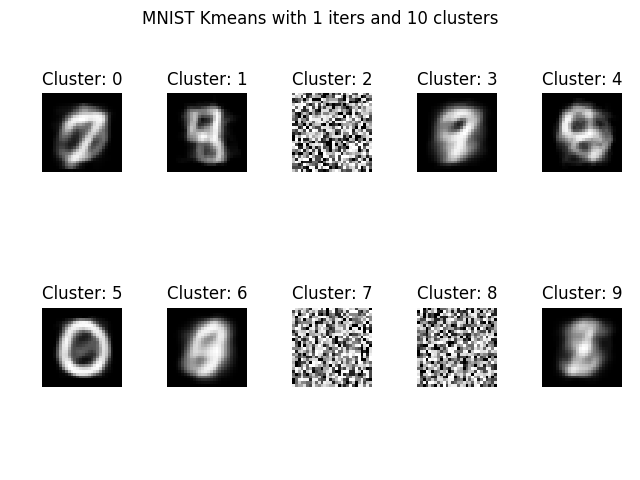 MNIST Kmeans with 1 iters and 10 clusters
Cluster: 0 Cluster: 1 Cluster: 2 Cluster: 3 Cluster: 4
Cluster: 5 Cluster: 6 Cluster: 7 Cluster: 8 Cluster: 9